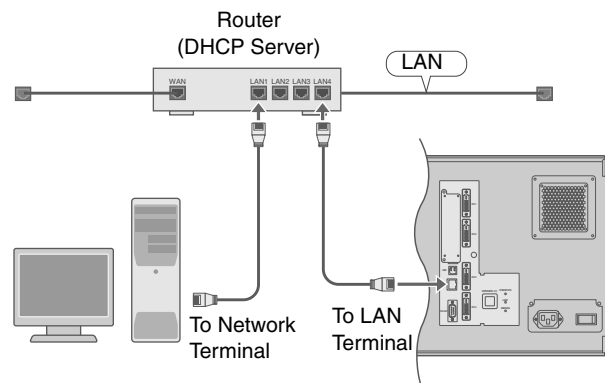 Router
(DHCP Server)
LAN
WAN
LAN1 LAN2 LAN3 LAN4
To Network
Terminal
To LAN
Terminal